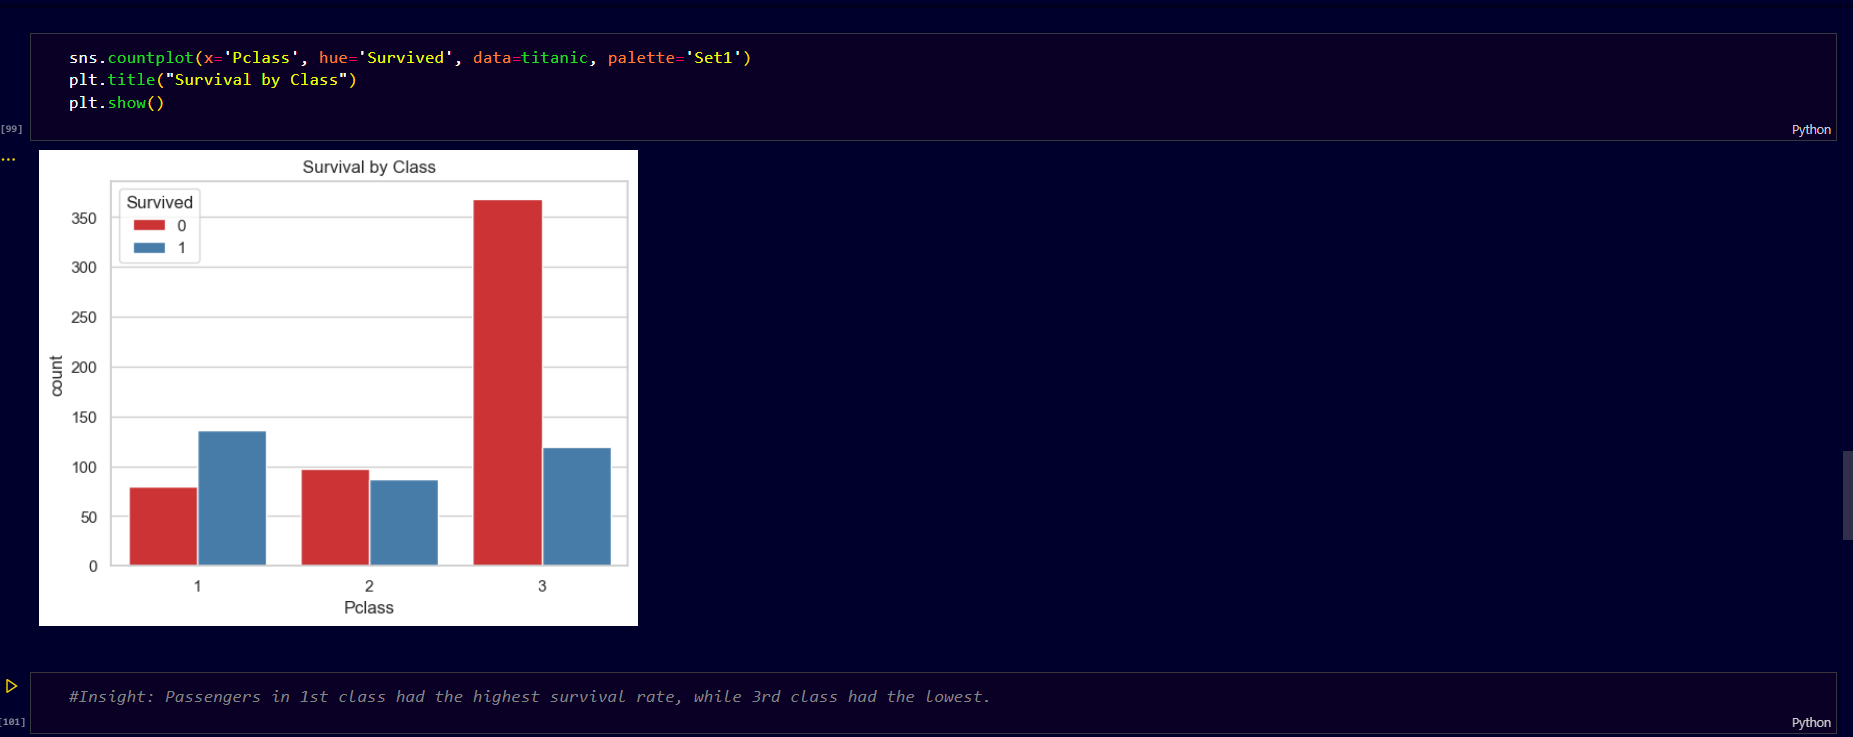 sns.countplot(x='Pclass', hue='Survived', data=titanic, palette='Set1')
plt.title("Survival by Class")
plt.show()
[99]
Python
...
Survival by Class
Survived
0
1
350
300
250
200
150
100
50
0
count
1
2
3
Pclass
#Insight: Passengers in 1st class had the highest survival rate, while 3rd class had the lowest.
[101]
Python